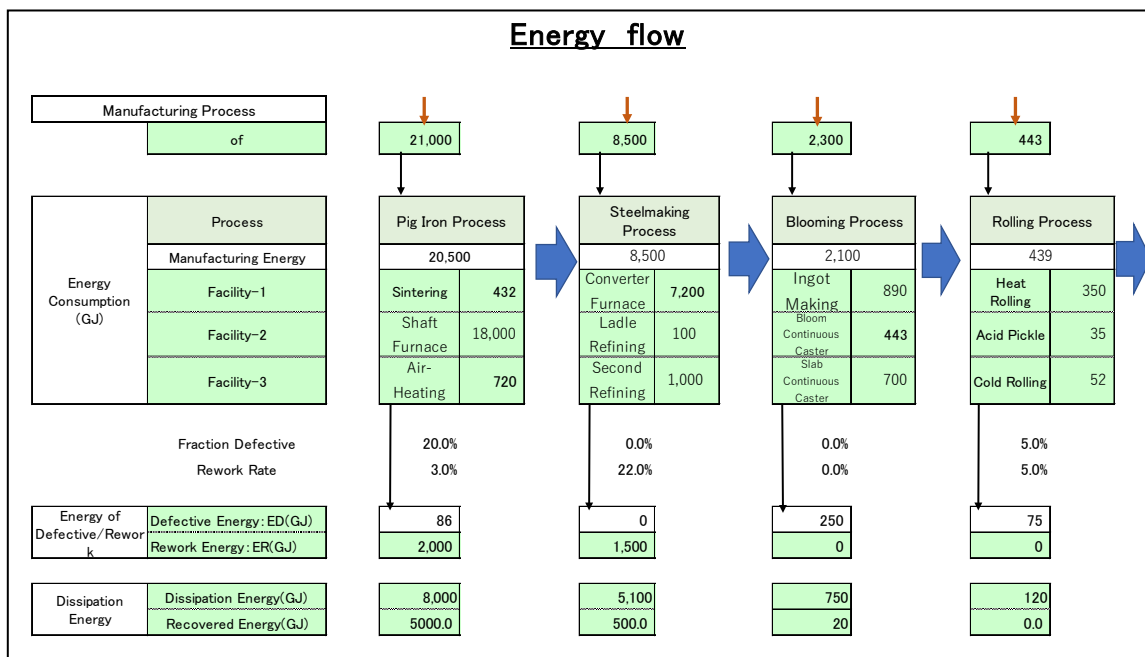 Energy flow
Manufacturing Process
of
21,000
8,500
2,300
443
Energy
Consumption
(GJ)
Process
Pig Iron Process
Steelmaking
Process
Blooming Process
Rolling Process
Manufacturing Energy
20,500
8,500
2,100
439
Facility-1
Sintering
432
Converter
Furnace
7,200
Ingot
Making
890
Heat
Rolling
350
Facility-2
Shaft
Furnace
18,000
Ladle
Refining
100
Bloom
Continuous
Caster
443
Acid Pickle
35
Facility-3
Air-
Heating
720
Second
Refining
1,000
Slab
Continuous
Caster
700
Cold Rolling
52
Fraction Defective
20.0%
0.0%
0.0%
5.0%
Rework Rate
3.0%
22.0%
0.0%
5.0%
Energy of
Defective/Rewor
k
Defective Energy:ED(GJ)
86
0
250
75
Rework Energy:ER(GJ)
2,000
1,500
0
0
Dissipation
Energy
Dissipation Energy(GJ)
8,000
5,100
750
120
Recovered Energy(GJ)
5000.0
500.0
20
0.0